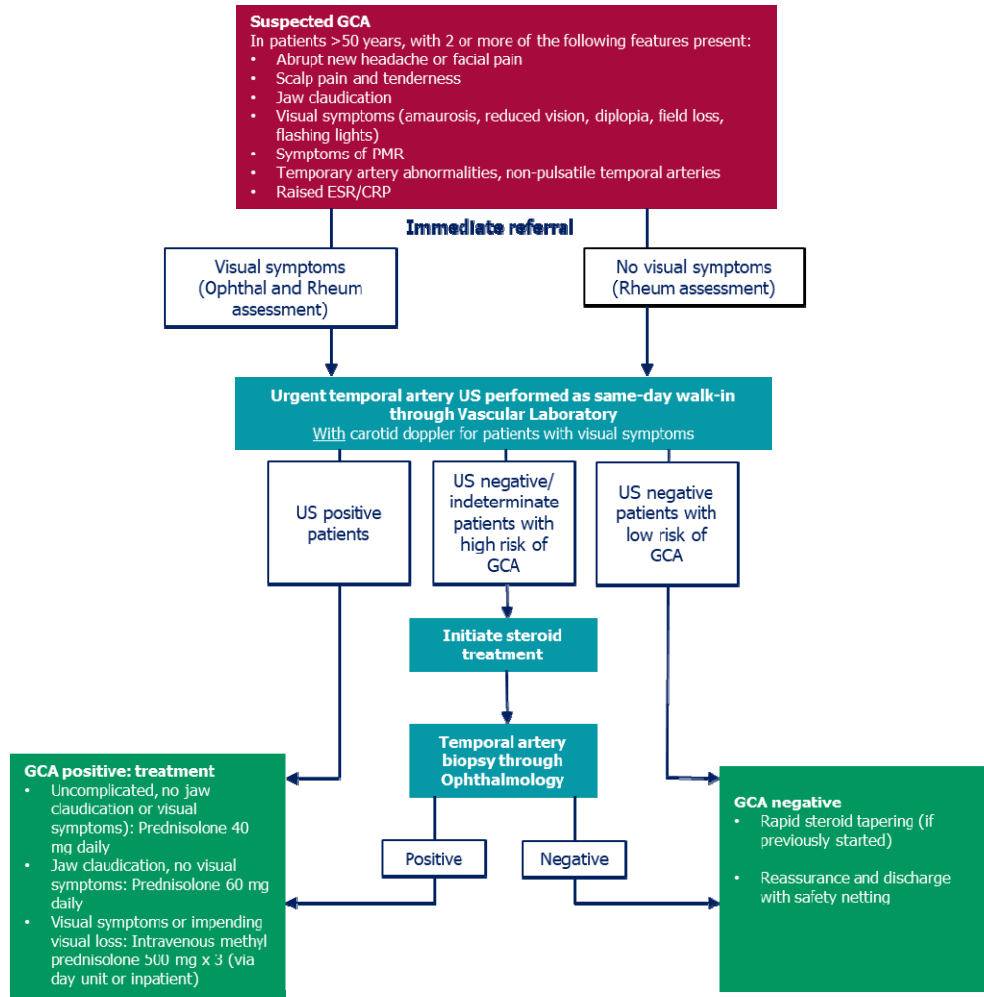 Suspected GCA
In patients >50 years, with 2 or more of the following features present:
• Abrupt new headache or facial pain
• Scalp pain and tenderness
• Jaw claudication
• Visual symptoms (amaurosis, reduced vision, diplopia, field loss,
flashing lights)
• Symptoms of PMR
• Temporary artery abnormalities, non-pulsatile temporal arteries
• Raised ESR/CRP
Immediate referral
Visual symptoms
(Ophthal and Rheum
assessment)
No visual symptoms
(Rheum assessment)
Urgent temporal artery US performed as same-day walk-in
through Vascular Laboratory
With carotid doppler for patients with visual symptoms
US positive
patients
US negative/
indeterminate
patients with
high risk of
GCA
US negative
patients with
low risk of
GCA
Initiate steroid
treatment
Temporal artery
biopsy through
Ophthalmology
Positive
Negative
GCA positive: treatment
• Uncomplicated, no jaw
claudication or visual
symptoms): Prednisolone 40
mg daily
• Jaw claudication, no visual
symptoms: Prednisolone 60 mg
daily
• Visual symptoms or impending
visual loss: Intravenous methyl
prednisolone 500 mg x 3 (via
day unit or inpatient)
GCA negative
• Rapid steroid tapering (if
previously started)
• Reassurance and discharge
with safety netting